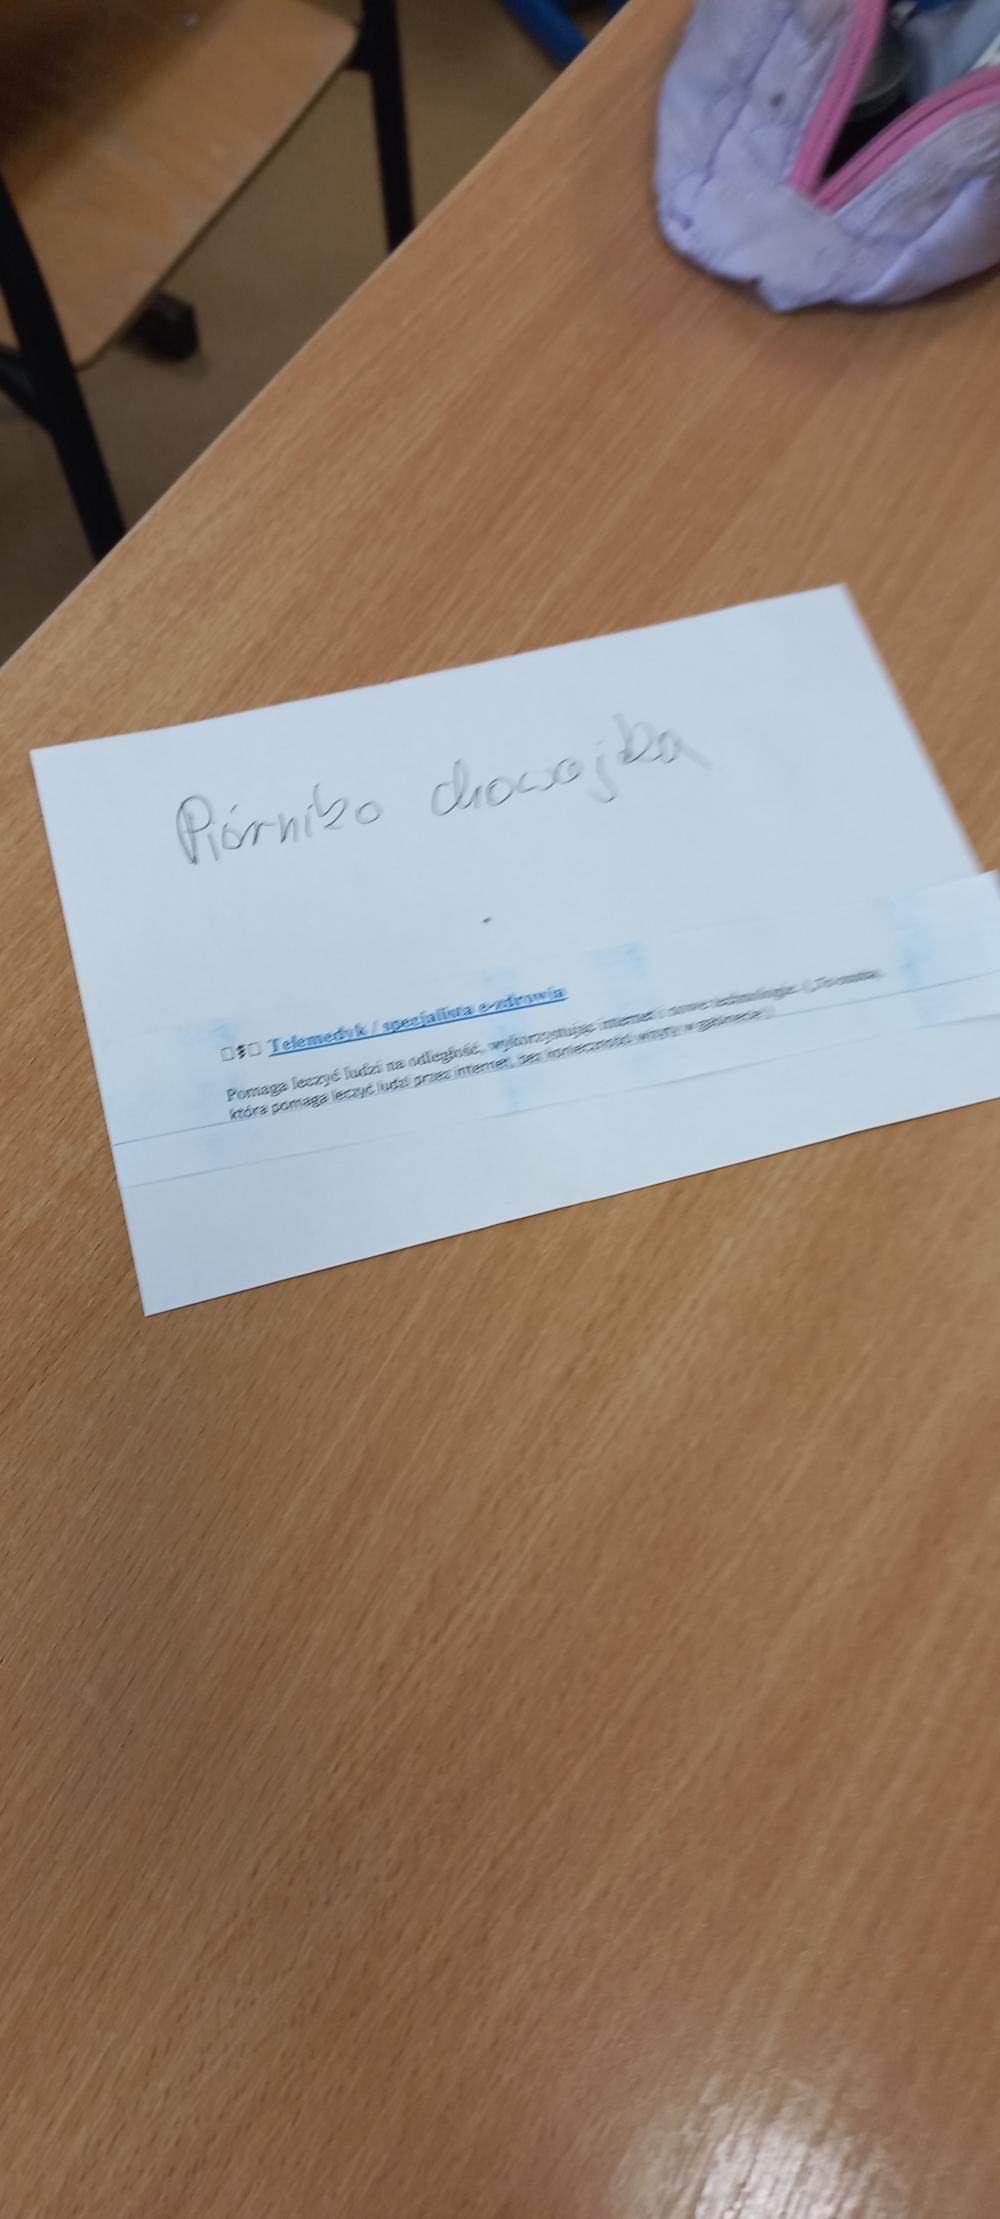 Piórniko chowajka
Telemedyk / specjalista e-zdrowia
Pomaga leczyć ludzi na odległość, wykorzystując internet i nowe technologie. („To osoba,
która pomaga leczyć ludzi przez internet, bez konieczności wizyty w gabinecie.")